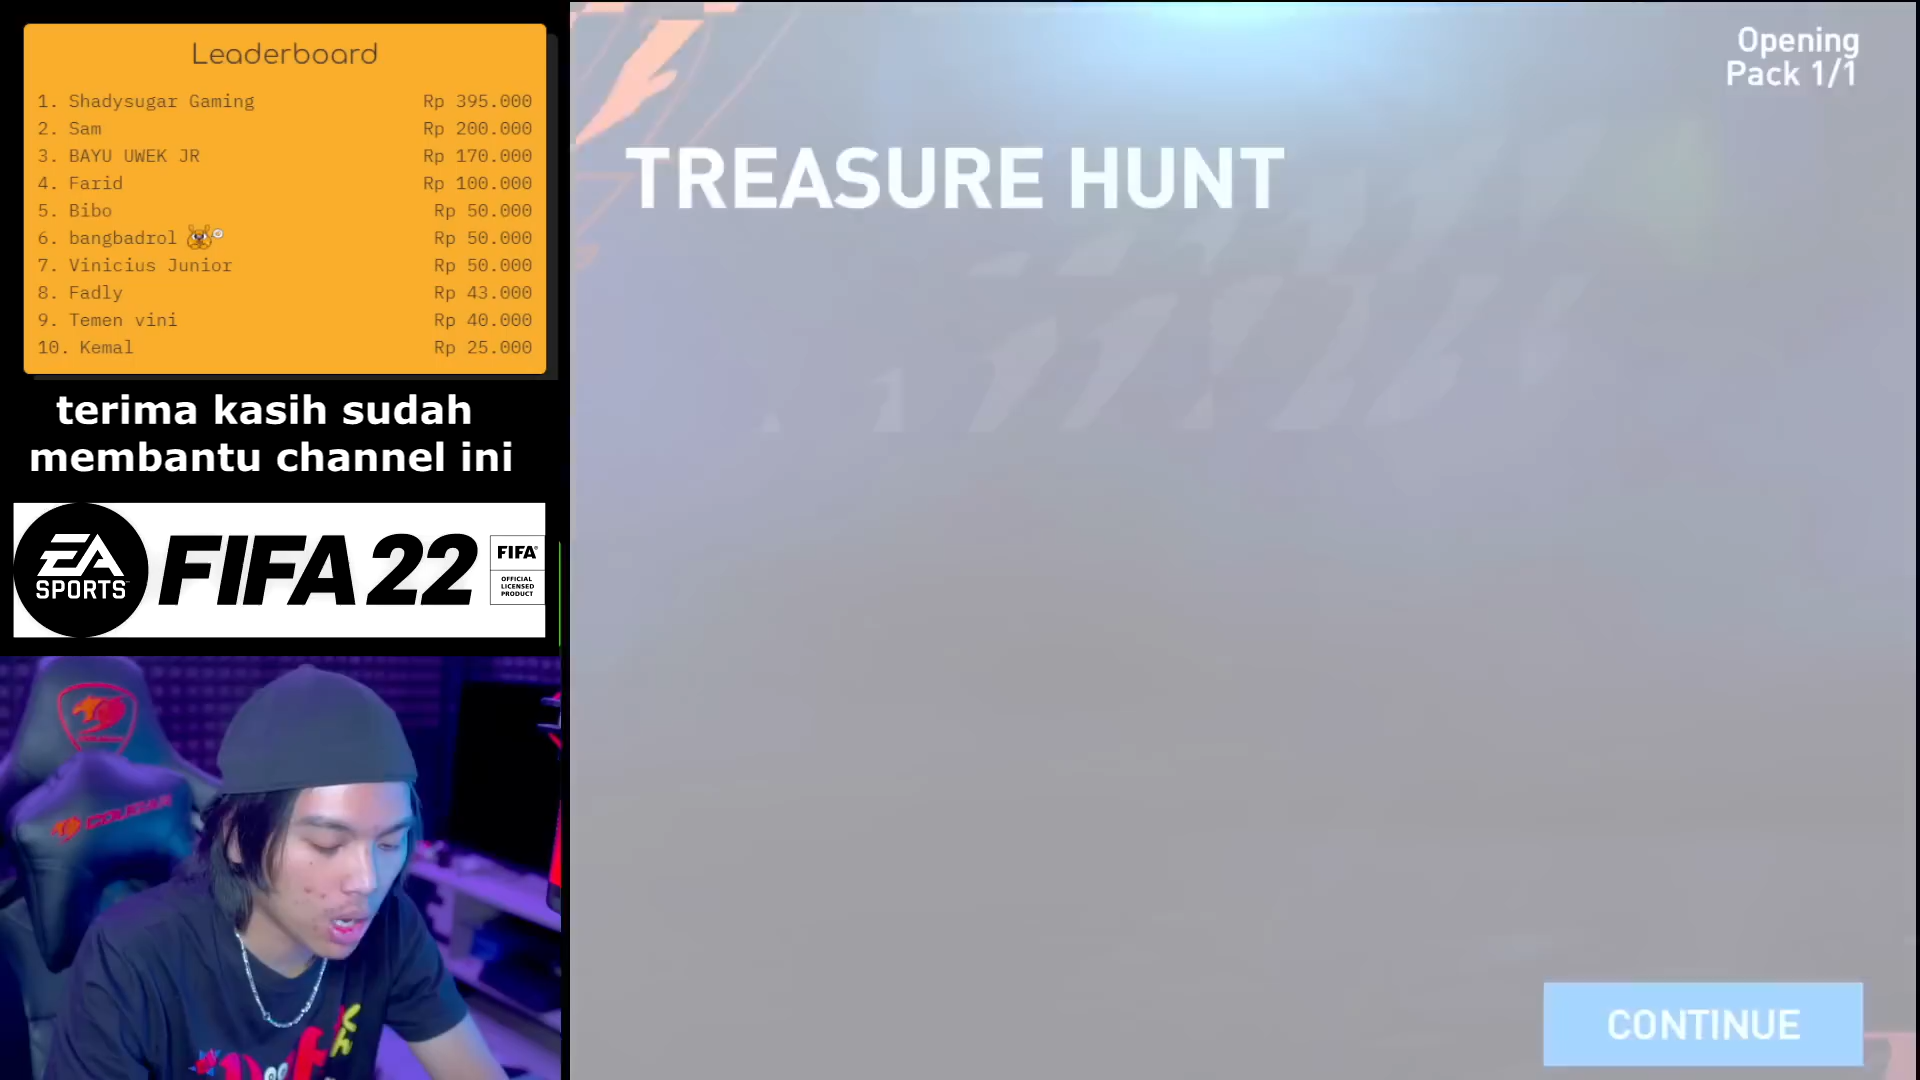 Leaderboard
1. Shadysugar Gaming Rp 395.000
2. Sam Rp 200.000
3. BAYU UWEK JR Rp 170.000
4. Farid Rp 100.000
5. Bibo Rp 50.000
6. bangbadrol Rp 50.000
7. Vinicius Junior Rp 50.000
8. Fadly Rp 43.000
9. Temen vini Rp 40.000
10. Kemal Rp 25.000
terima kasih sudah
membantu channel ini
EA
SPORTS
FIFA 22
FIFA
OFFICIAL
LICENSED
PRODUCT
COUGAR
Opening
Pack 1/1
TREASURE HUNT
CONTINUE